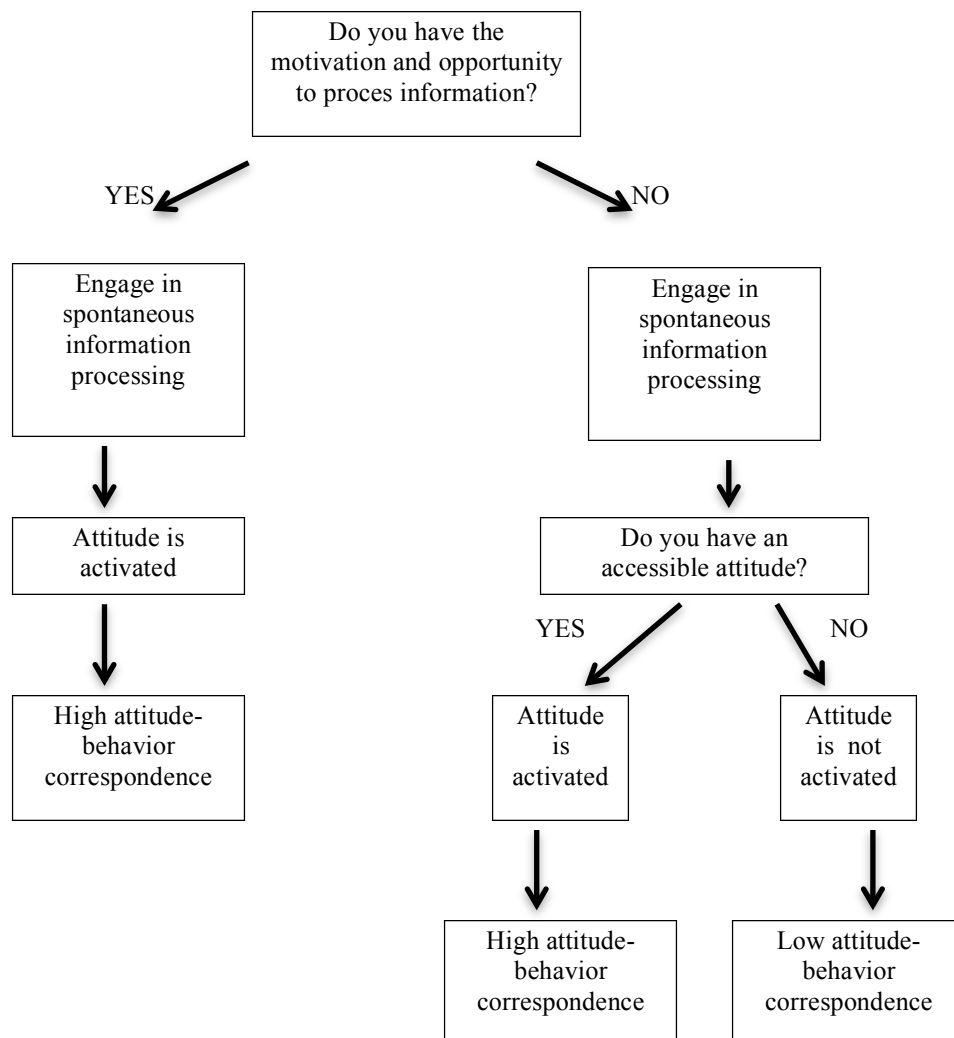 Do you have the
motivation and opportunity
to proces information?
YES
NO
Engage in
spontaneous
information
processing
Engage in
spontaneous
information
processing
Attitude is
activated
Do you have an
accessible attitude?
YES
NO
High attitude-
behavior
correspondence
Attitude
is
activated
Attitude
is not
activated
High attitude-
behavior
correspondence
Low attitude-
behavior
correspondence